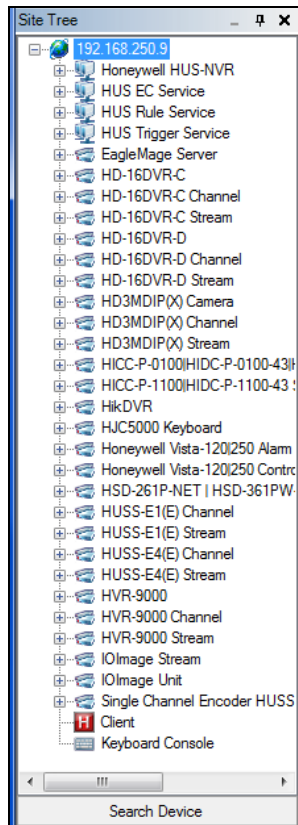 Site Tree
192.168.250.9
Honeywell HUS-NVR
HUS EC Service
HUS Rule Service
HUS Trigger Service
EagleMage Server
HD-16DVR-C
HD-16DVR-C Channel
HD-16DVR-C Stream
HD-16DVR-D
HD-16DVR-D Channel
HD-16DVR-D Stream
HD3MDIP(X) Camera
HD3MDIP(X) Channel
HD3MDIP(X) Stream
HICC-P-0100|HIDC-P-0100-43|H
HICC-P-1100|HIDC-P-1100-43 S
HikDVR
HJC5000 Keyboard
Honeywell Vista-120|250 Alarm
Honeywell Vista-120|250 Contro
HSD-261P-NET | HSD-361PW-
HUSS-E1(E) Channel
HUSS-E1(E) Stream
HUSS-E4(E) Channel
HUSS-E4(E) Stream
HVR-9000
HVR-9000 Channel
HVR-9000 Stream
IOImage Stream
IOImage Unit
Single Channel Encoder HUSS
Client
Keyboard Console
Search Device